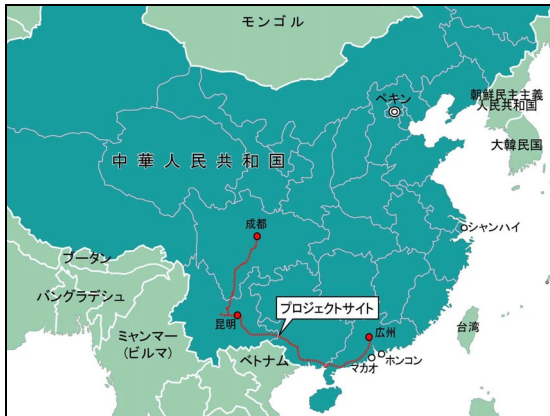 モンゴル
朝鮮民主主義
人民共和国
ペキン
大韓民国
中華人民共和国
成都
シャンハイ
ブータン
バングラデシュ
プロジェクトサイト
昆明
広州
台湾
ミャンマー
(ビルマ)
ベトナム
マカオ
ホンコン